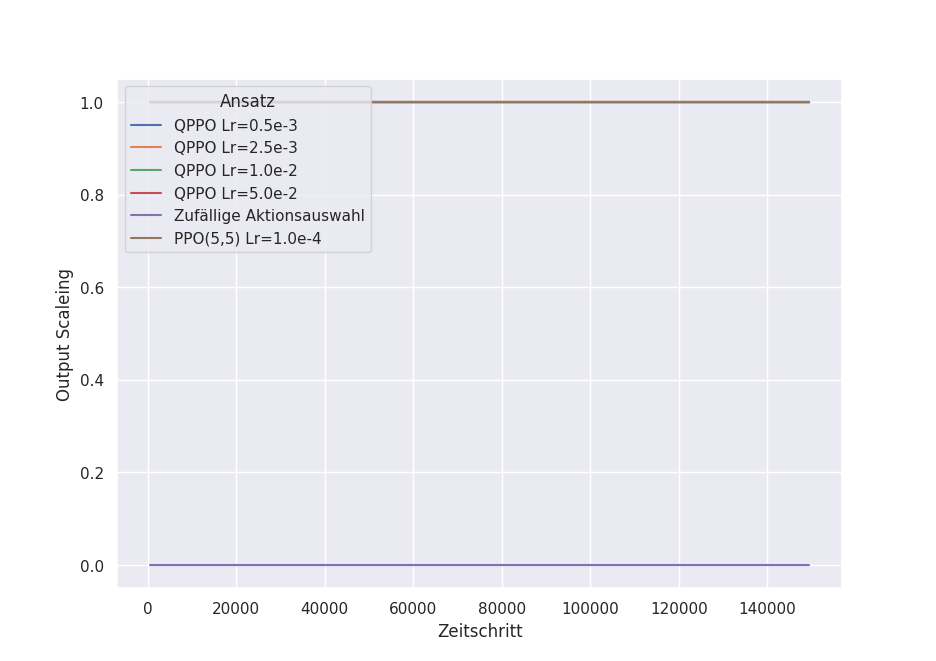 Ansatz
QPPO Lr=0.5e-3
QPPO Lr=2.5e-3
QPPO Lr=1.0e-2
QPPO Lr=5.0e-2
Zufällige Aktionsauswahl
PPO(5,5) Lr=1.0e-4
1.0
0.8
0.6
0.4
0.2
0.0
Output Scaleing
0 20000 40000 60000 80000 100000 120000 140000
Zeitschritt